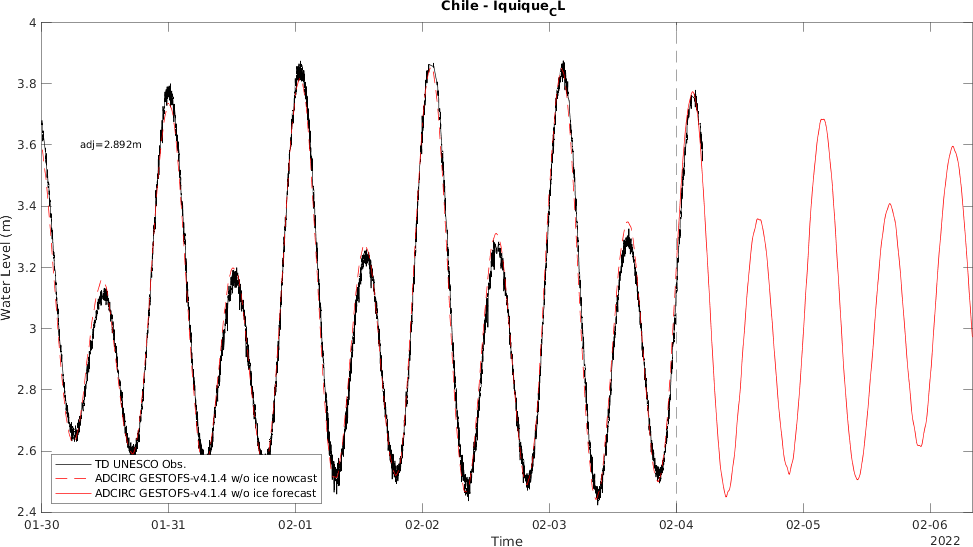 Chile - Iquique_CL
4
3.8
3.6
3.4
3.2
3
2.8
2.6
2.4
Water Level (m)
adj=2.892m
TD UNESCO Obs.
ADCIRC GESTOFS-v4.1.4 w/o ice nowcast
ADCIRC GESTOFS-v4.1.4 w/o ice forecast
01-30 01-31 02-01 02-02 02-03 02-04 02-05 02-06
Time
2022